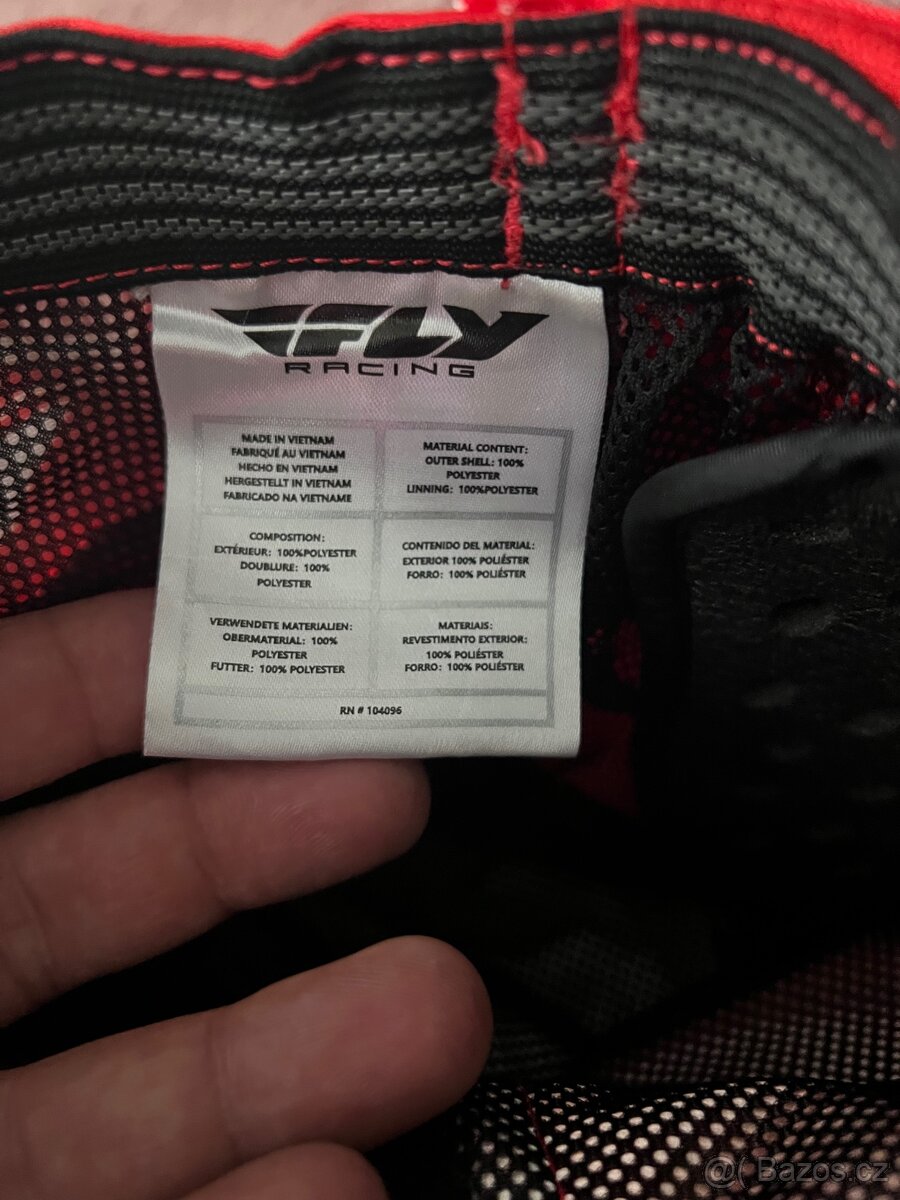 FLY
RACING
MADE IN VIETNAM
FABRIQUÉ AU VIETNAM
HECHO EN VIETNAM
HERGESTELLT IN VIETNAM
FABRICADO NA VIETNAME
MATERIAL CONTENT:
OUTER SHELL: 100%
POLYESTER
LINNING: 100%POLYESTER
COMPOSITION:
EXTÉRIEUR: 100%POLYESTER
DOUBLURE: 100%
POLYESTER
CONTENIDO DEL MATERIAL:
EXTERIOR 100% POLIÉSTER
FORRO: 100% POLIÉSTER
VERWENDETE MATERIALIEN:
OBERMATERIAL: 100%
POLYESTER
FUTTER: 100% POLYESTER
MATERIAIS:
REVESTIMENTO EXTERIOR:
100% POLIÉSTER
FORRO: 100% POLIÉSTER
RN # 104096
@( Bazos.cz